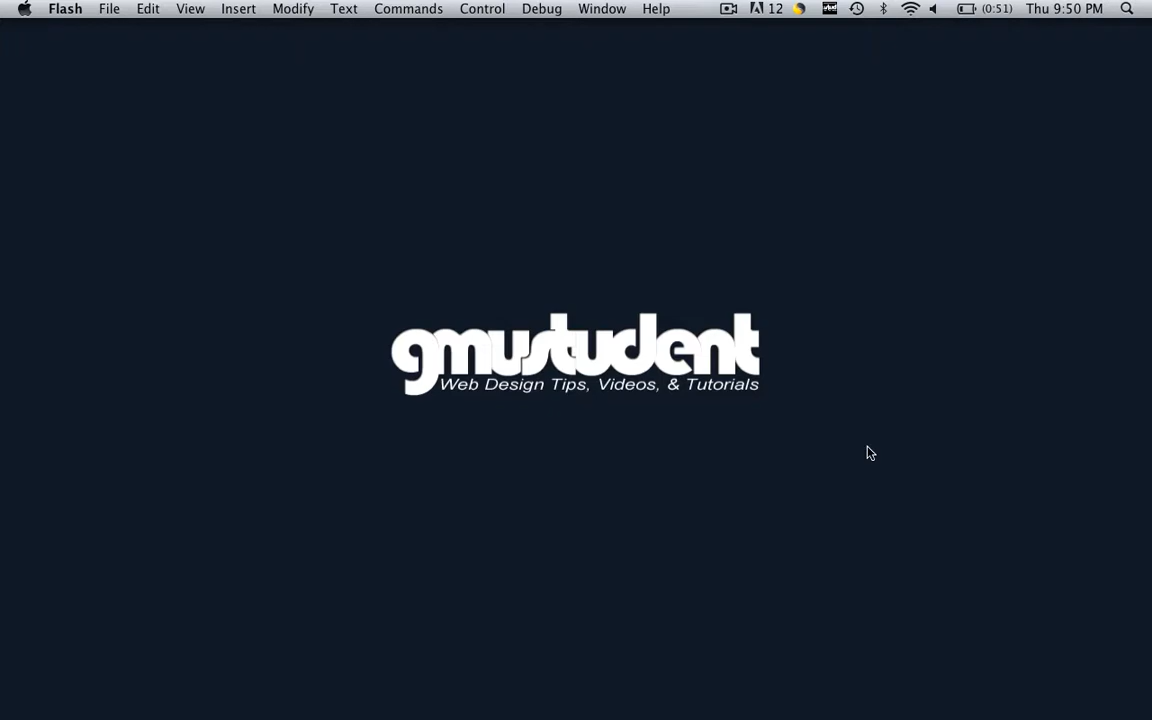 Flash File Edit View Insert Modify Text Commands Control Debug Window Help 12 (0:51) Thu 9:50 PM
gmustudent
Web Design Tips, Videos, & Tutorials